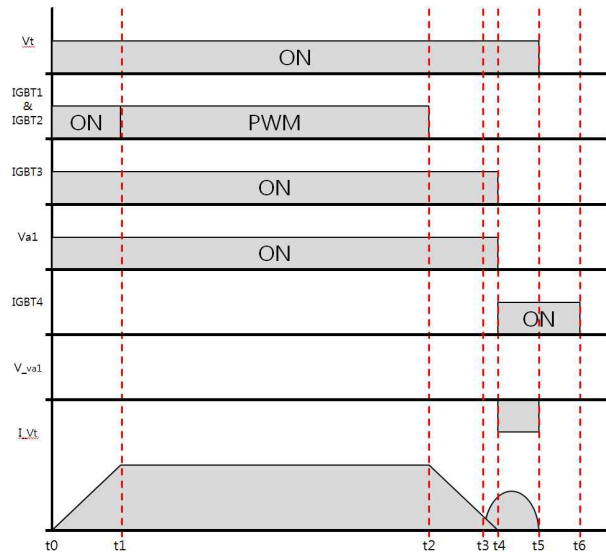 Vt
ON
IGBT1
&
IGBT2
ON PWM
IGBT3
ON
Va1
ON
IGBT4
ON
V_va1
I_Vt
t0 t1 t2 t3 t4 t5 t6